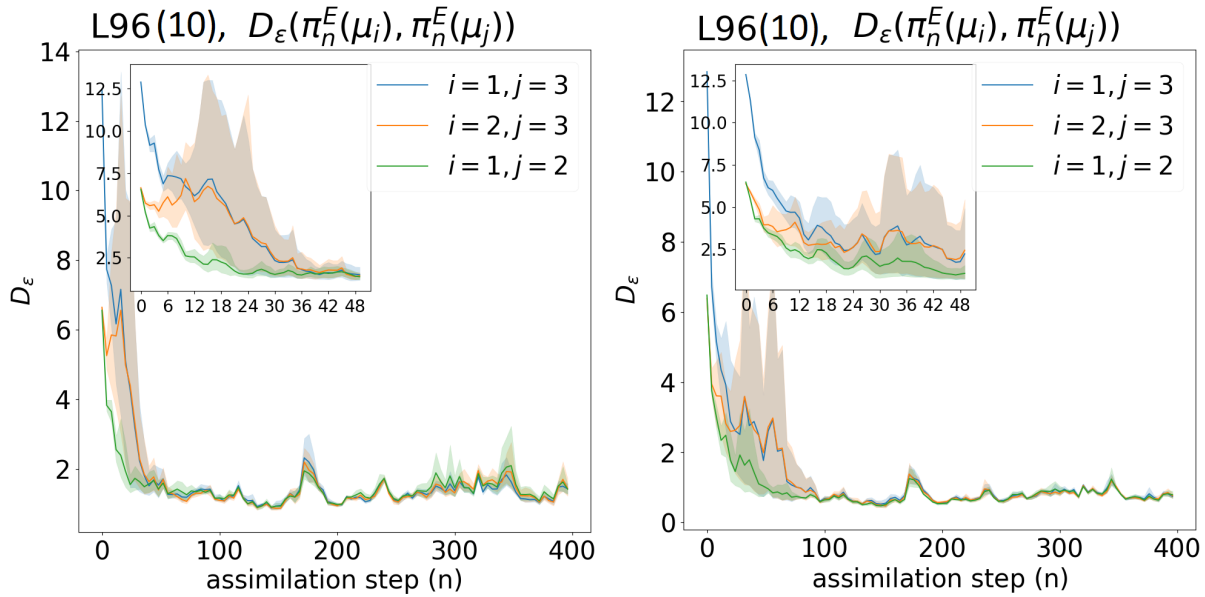 L96(10), D_ε(π_n^E(μ_i), π_n^E(μ_j))
14
12
10
8
6
4
2
D_ε
12.5
10.0
7.5
5.0
2.5
0 6 12 18 24 30 36 42 48
i = 1, j = 3
i = 2, j = 3
i = 1, j = 2
0 100 200 300 400
assimilation step (n)
L96(10), D_ε(π_n^E(μ_i), π_n^E(μ_j))
12
10
8
6
4
2
0
D_ε
12.5
10.0
7.5
5.0
2.5
0 6 12 18 24 30 36 42 48
i = 1, j = 3
i = 2, j = 3
i = 1, j = 2
0 100 200 300 400
assimilation step (n)